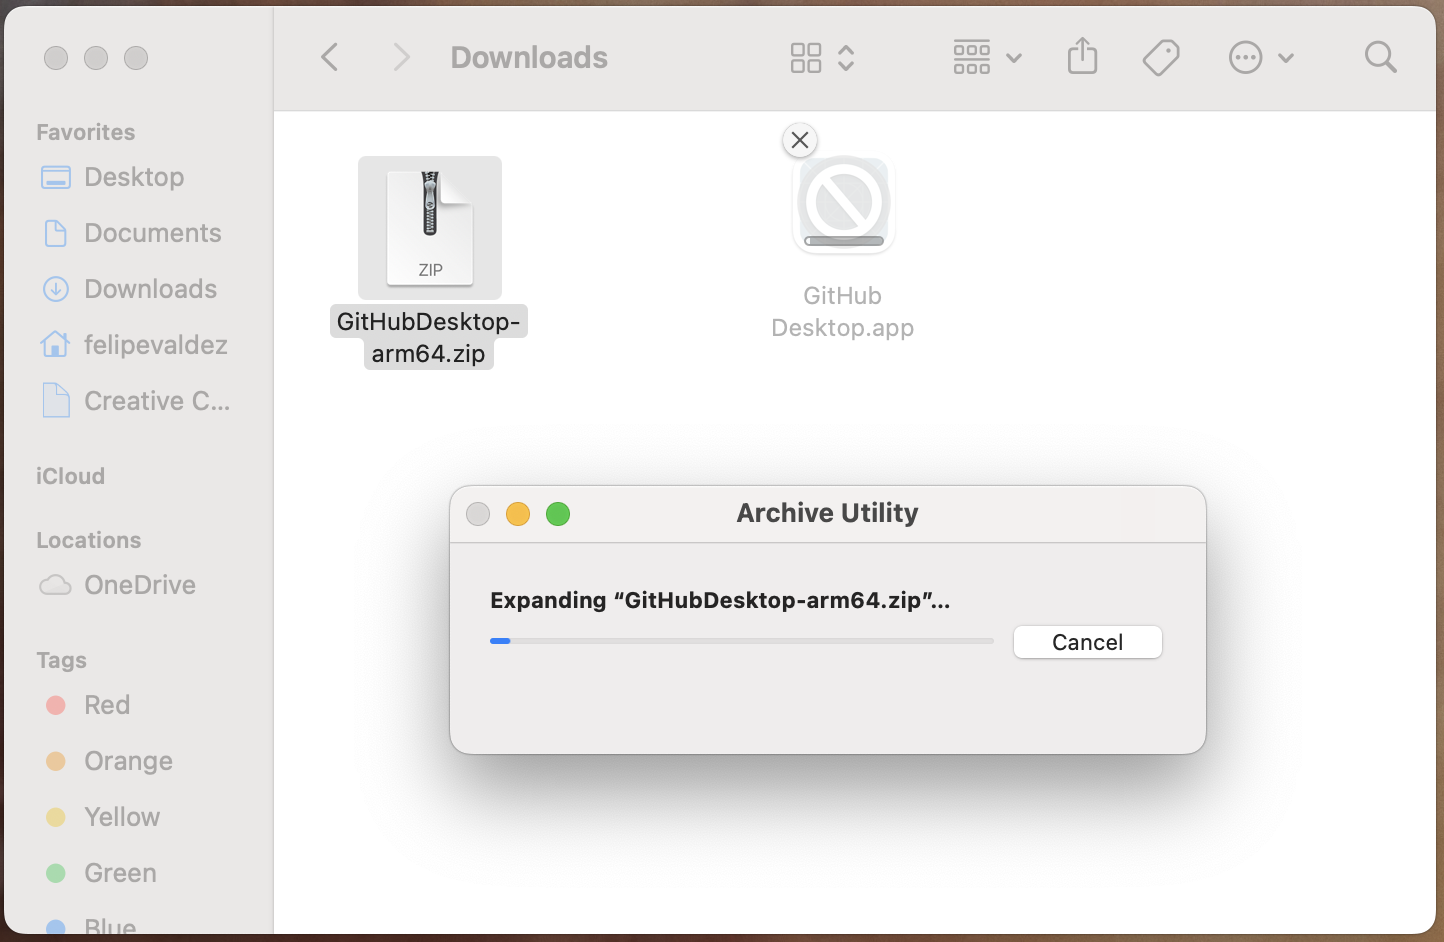 Downloads
Favorites
Desktop
Documents
Downloads
felipevaldez
Creative C...
iCloud
Locations
OneDrive
Tags
Red
Orange
Yellow
Green
Blue
ZIP
GitHubDesktop-
arm64.zip
GitHub
Desktop.app
Archive Utility
Expanding “GitHubDesktop-arm64.zip”...
Cancel